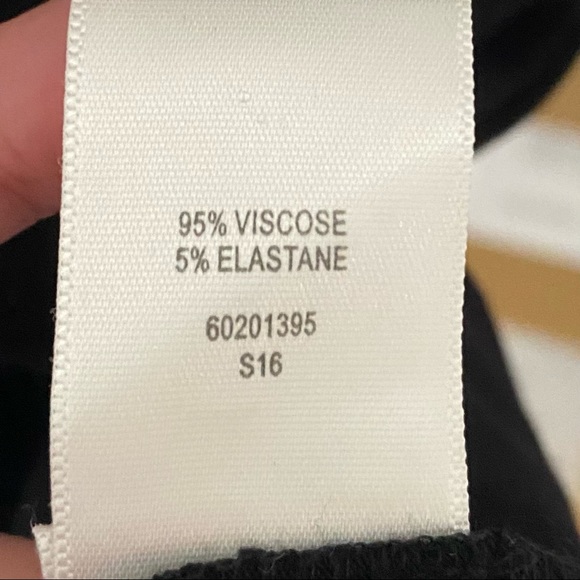 95% VISCOSE
5% ELASTANE
60201395
S16